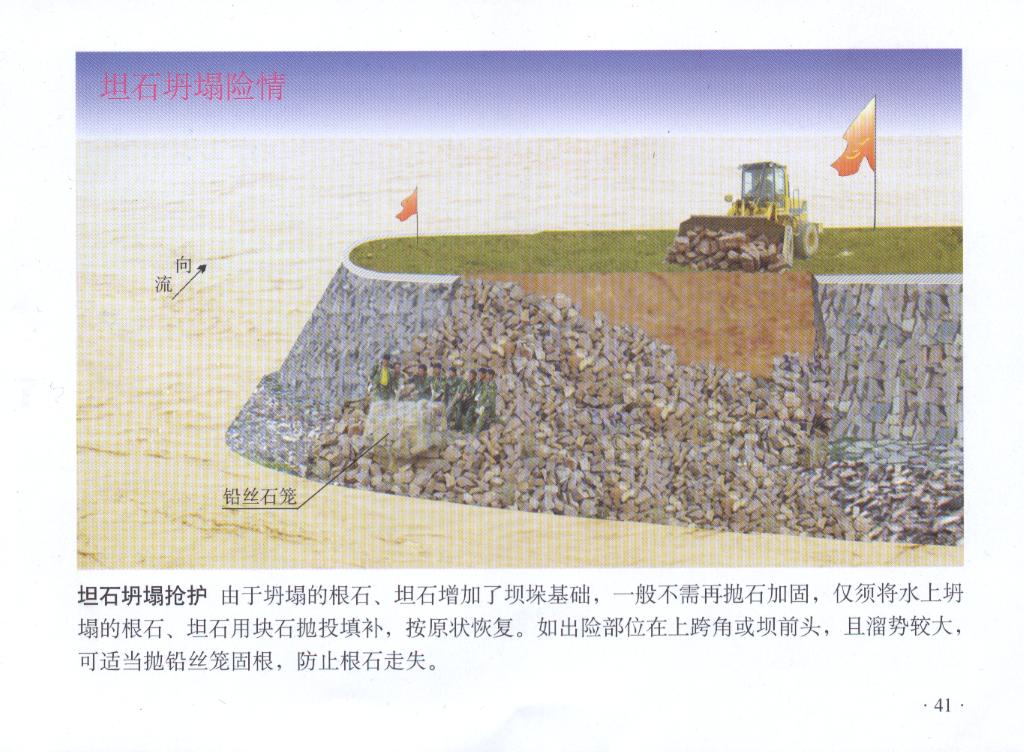 坦石坍塌险情
向
流
铅丝石笼
坦石坍塌抢护 由于坍塌的根石、坦石增加了坝垛基础，一般不需再抛石加固，仅须将水上坍
塌的根石、坦石用块石抛投填补，按原状恢复。如出险部位在上跨角或坝前头，且溜势较大，
可适当抛铅丝笼固根，防止根石走失。
· 41 ·